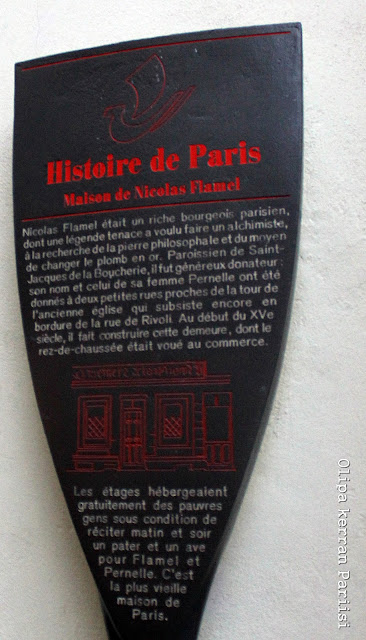 Histoire de Paris
Maison de Nicolas Flamel
Nicolas Flamel était un riche bourgeois parisien,
dont une légende tenace a voulu faire un alchimiste,
à la recherche de la pierre philosophale et du moyen
de changer le plomb en or. Paroissien de Saint-
Jacques de la Boucherie, il fut généreux donateur;
son nom et celui de sa femme Pernelle ont été
donnés à deux petites rues proches de la tour de
l'ancienne église qui subsiste encore en
bordure de la rue de Rivoli. Au début du XVe
siècle, il fait construire cette demeure, dont le
rez-de-chaussée était voué au commerce.
Les étages hébergeaient
gratuitement des pauvres
gens sous condition de
réciter matin et soir
un pater et un ave
pour Flamel et
Pernelle. C'est
la plus vieille
maison de
Paris.
Olipa kerran Pariisi